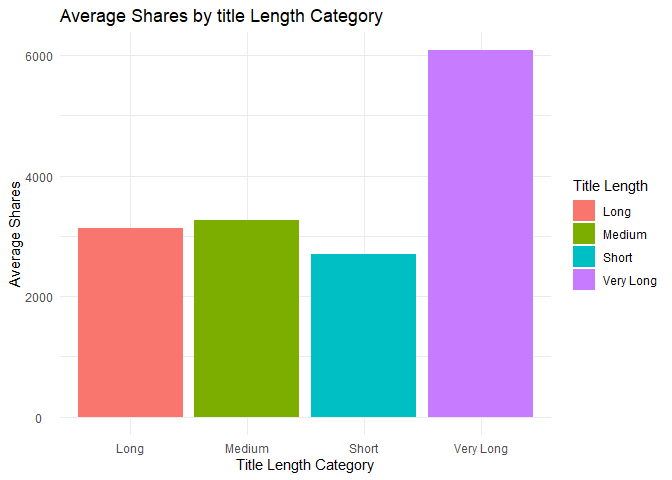 Average Shares by title Length Category
Average Shares
6000
4000
2000
0
Long
Medium
Short
Very Long
Title Length Category
Title Length
Long
Medium
Short
Very Long